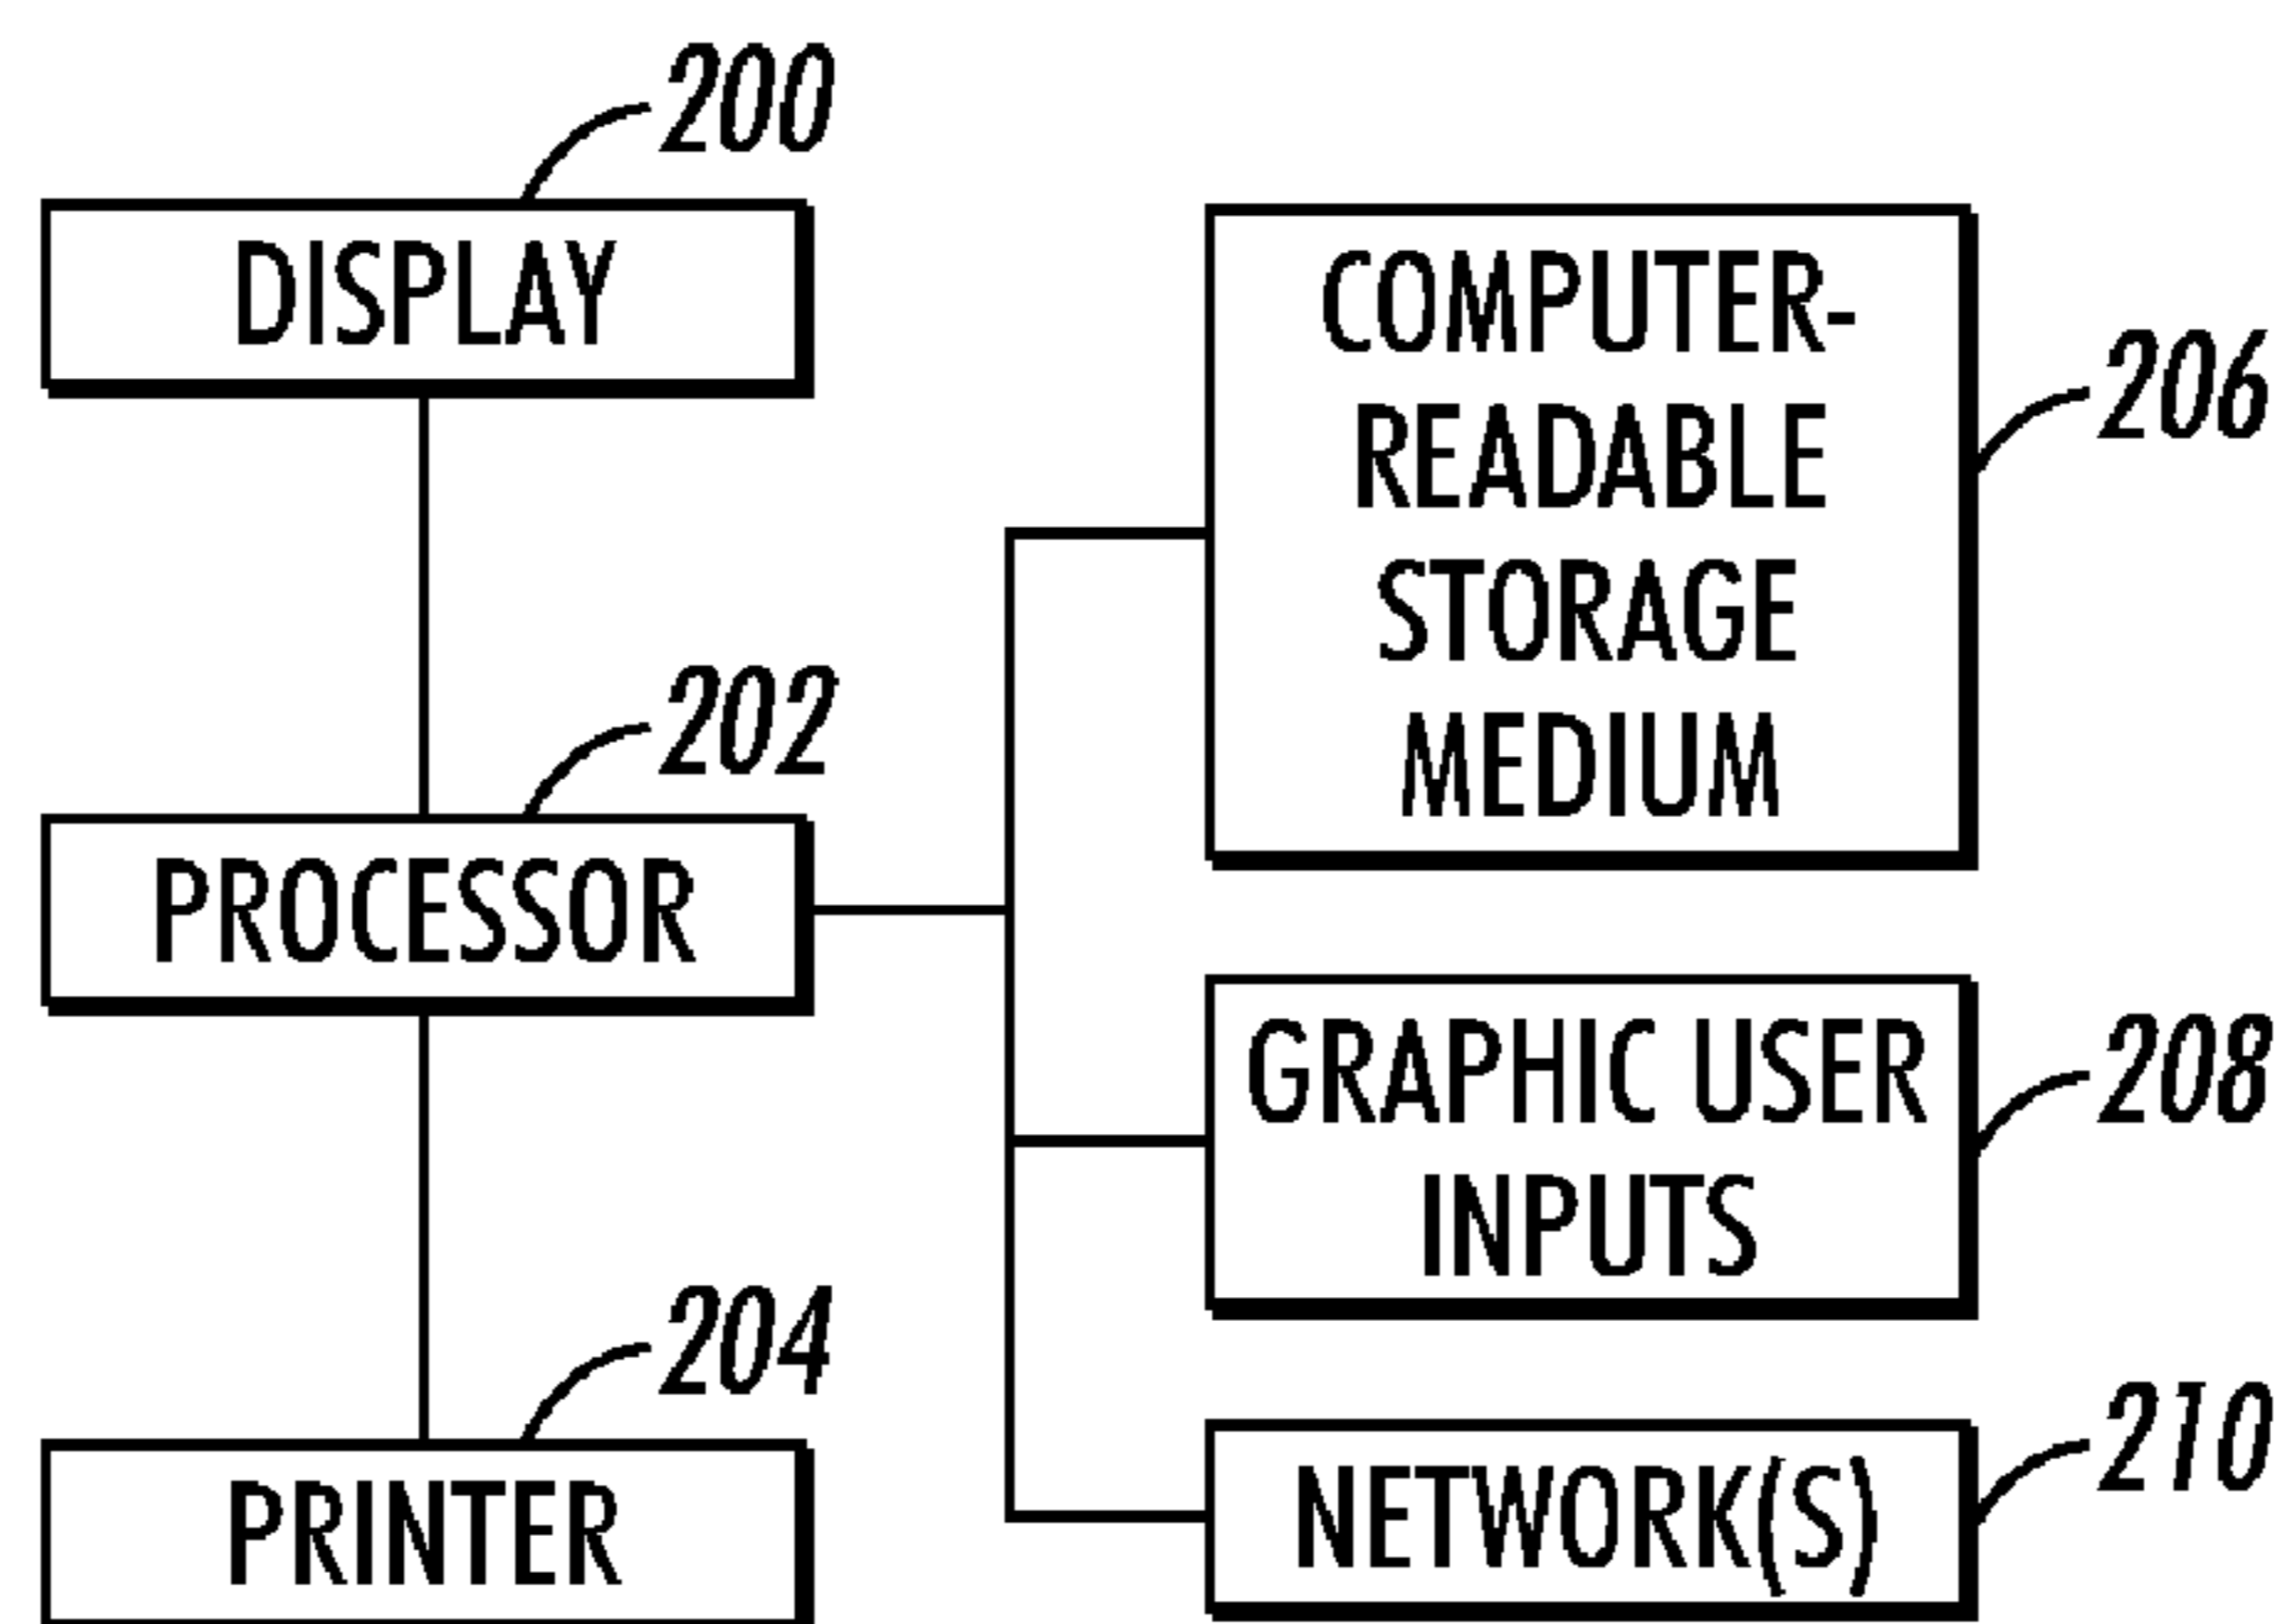 200
DISPLAY
202
PROCESSOR
204
PRINTER
COMPUTER-
READABLE
STORAGE
MEDIUM
206
GRAPHIC USER
INPUTS
208
NETWORK(S)
210